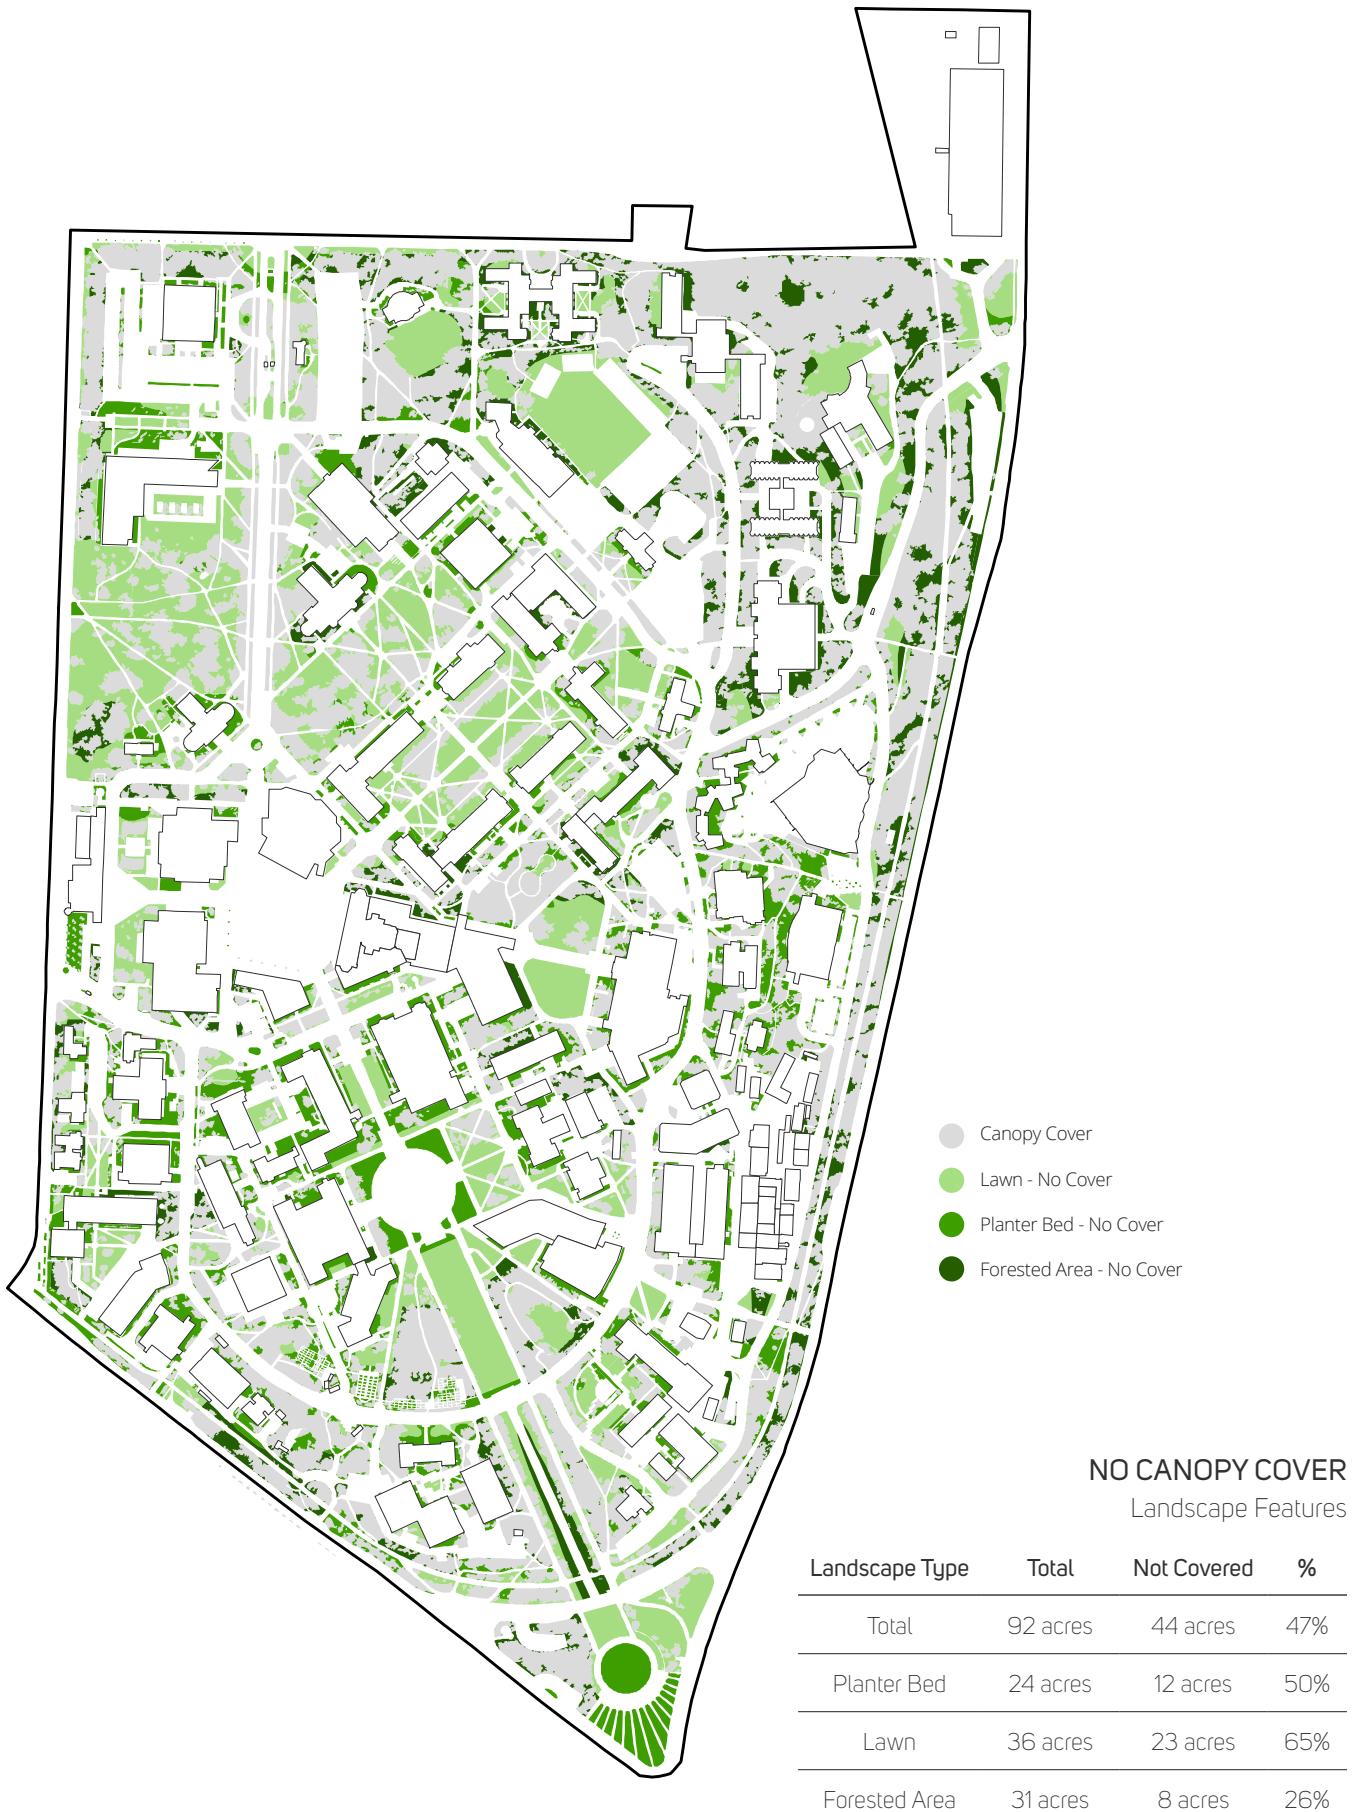 Canopy Cover
Lawn - No Cover
Planter Bed - No Cover
Forested Area - No Cover
NO CANOPY COVER
Landscape Features
Landscape Type Total Not Covered %
Total 92 acres 44 acres 47%
Planter Bed 24 acres 12 acres 50%
Lawn 36 acres 23 acres 65%
Forested Area 31 acres 8 acres 26%